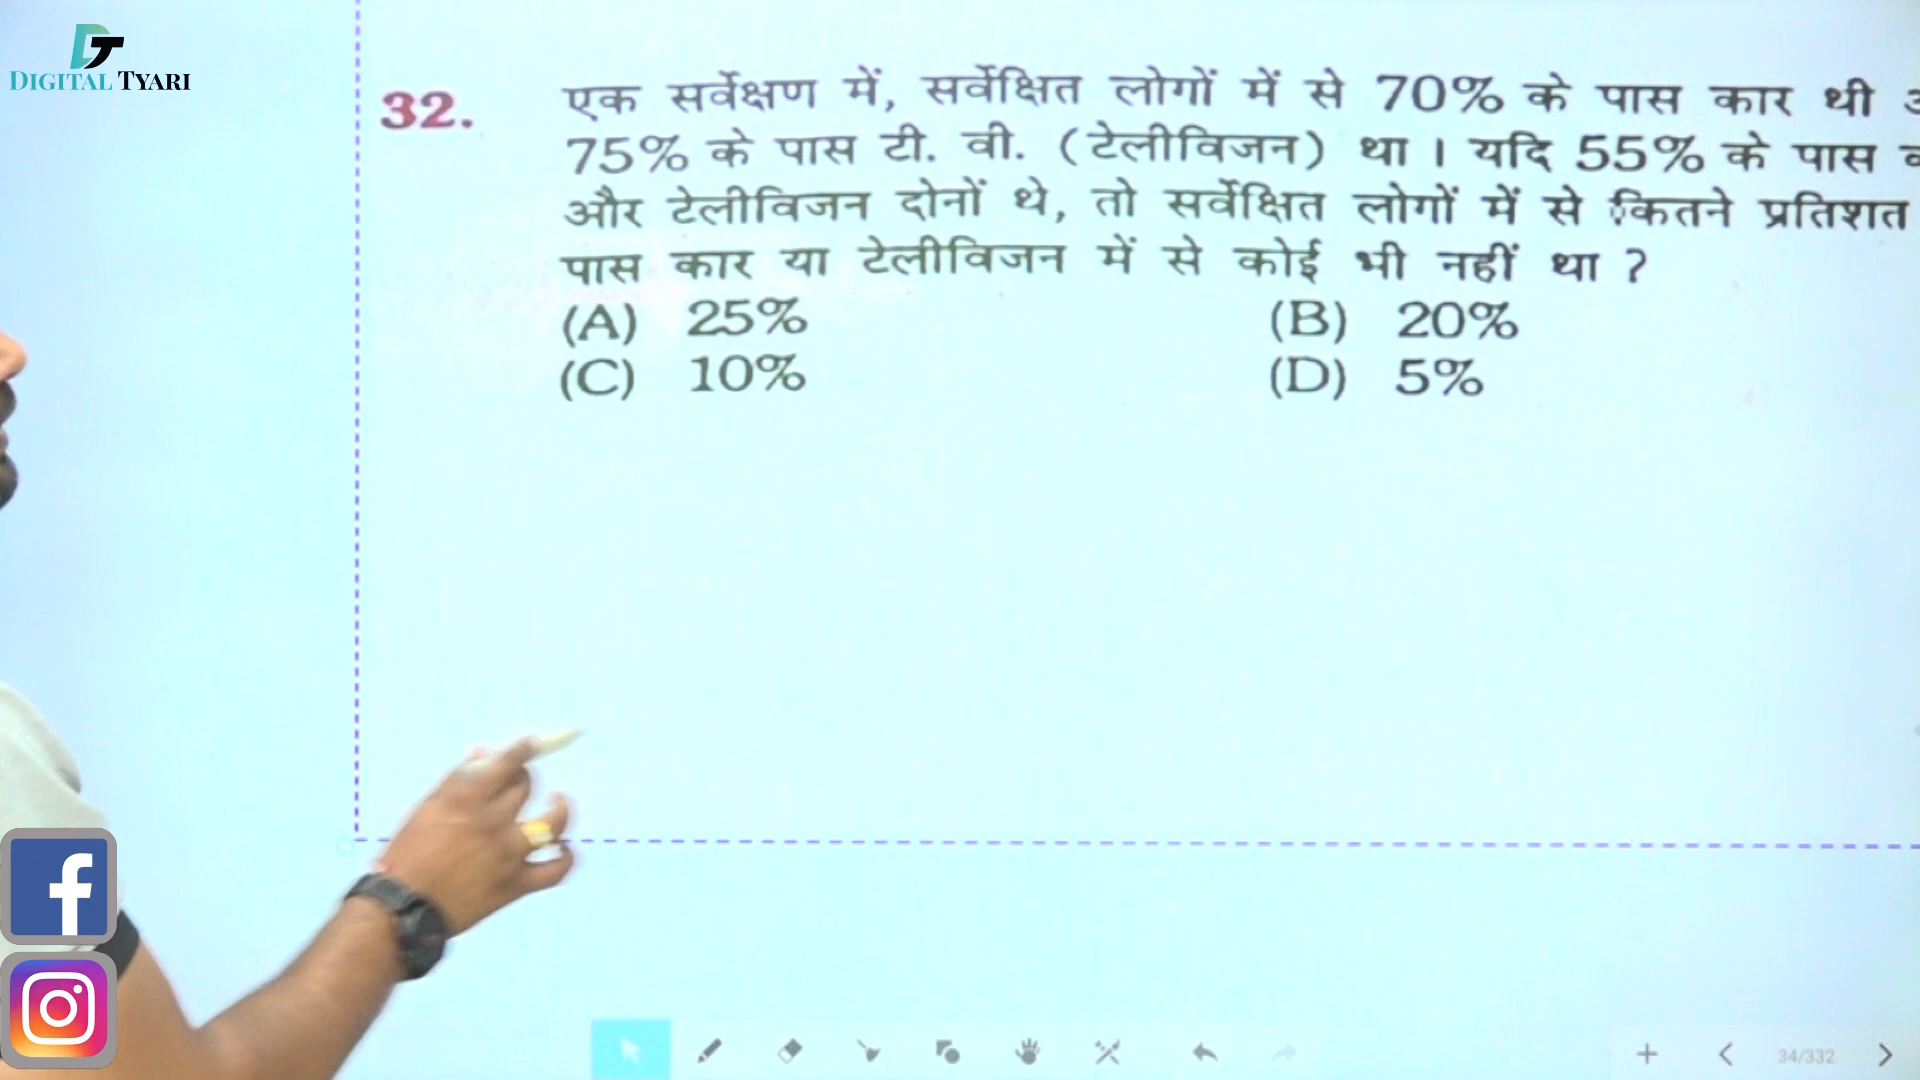 DIGITAL TYARI
32. एक सर्वेक्षण में, सर्वेक्षित लोगों में से 70% के पास कार थी
75% के पास टी. वी. (टेलीविजन) था । यदि 55% के पास
और टेलीविजन दोनों थे, तो सर्वेक्षित लोगों में से कितने प्रतिशत
पास कार या टेलीविजन में से कोई भी नहीं था ?
(A) 25% (B) 20%
(C) 10% (D) 5%
34/332